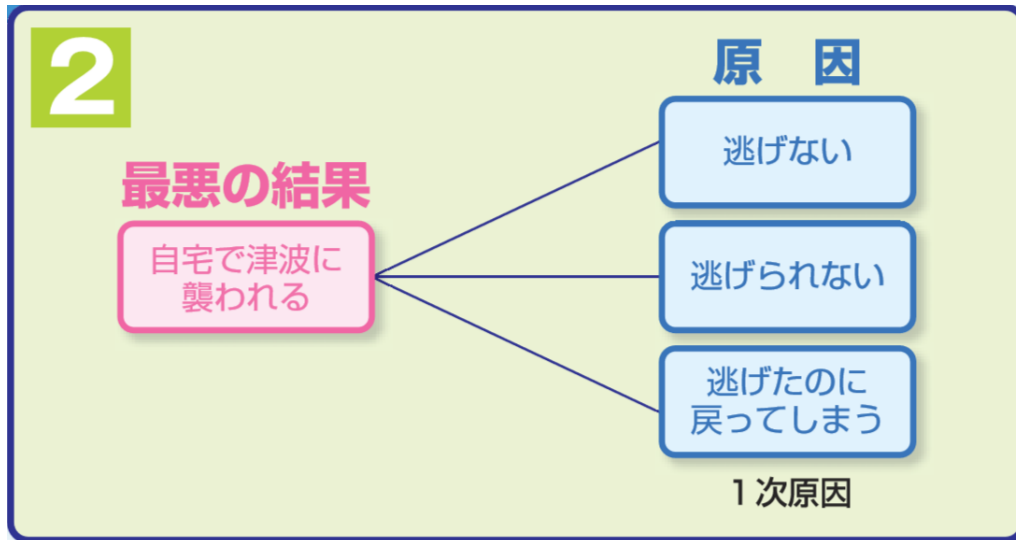 2
最悪の結果
自宅で津波に
襲われる
原 因
逃げない
逃げられない
逃げたのに
戻ってしまう
1次原因